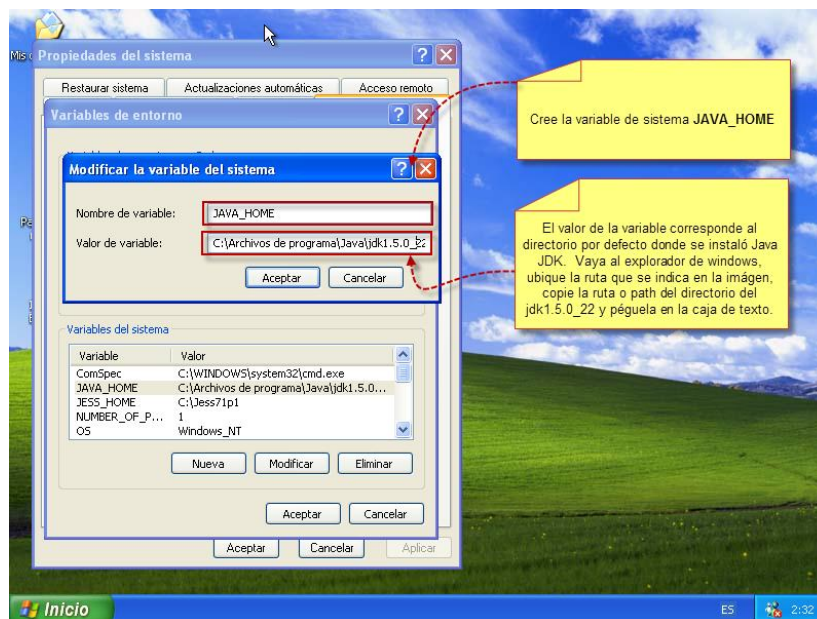 Mis
Propiedades del sistema
Restaurar sistema
Actualizaciones automáticas
Acceso remoto
Variables de entorno
Modificar la variable del sistema
Nombre de variable:
JAVA_HOME
Valor de variable:
C:\Archivos de programa\Java\jdk1.5.0_22
Aceptar
Cancelar
Variables del sistema
Variable Valor
ComSpec C:\WINDOWS\system32\cmd.exe
JAVA_HOME C:\Archivos de programa\Java\jdk1.5.0...
JESS_HOME C:\Jess71p1
NUMBER_OF_P... 1
OS Windows_NT
Nueva
Modificar
Eliminar
Aceptar
Cancelar
Aceptar
Cancelar
Aplicar
Cree la variable de sistema JAVA_HOME
El valor de la variable corresponde al
directorio por defecto donde se instaló Java
JDK. Vaya al explorador de windows,
ubique la ruta que se indica en la imágen,
copie la ruta o path del directorio del
jdk1.5.0_22 y péguela en la caja de texto.
Inicio
ES
2:32